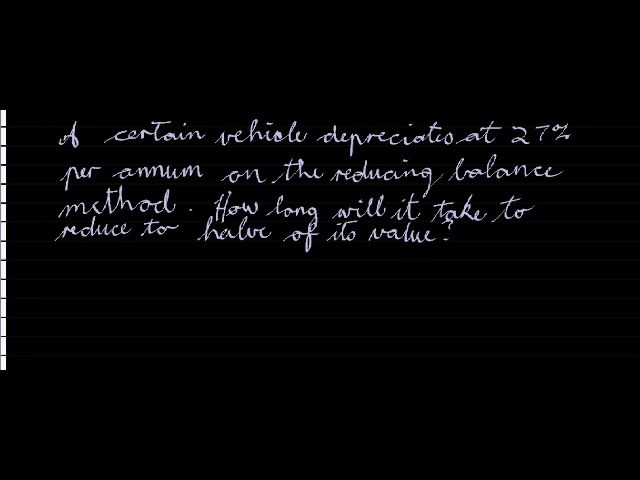 A certain vehicle depreciates at 27%
per annum on the reducing balance
method. How long will it take to
reduce to halve of its value?